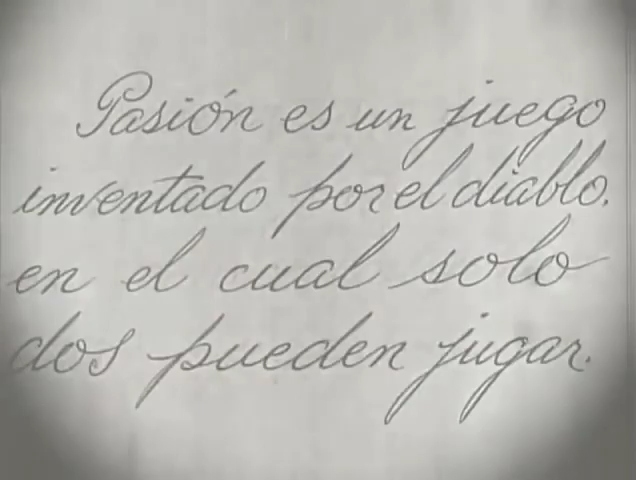 Pasión es un juego
inventado por el diablo.
en el cual solo
dos pueden jugar.